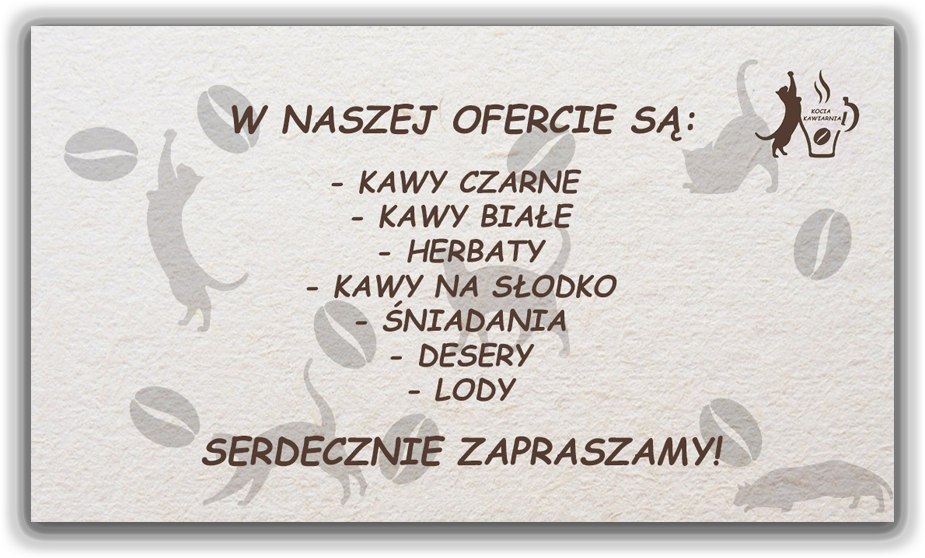 W NASZEJ OFERCIE SĄ:
KOCIA
KAWIARNIA
- KAWY CZARNE
- KAWY BIAŁE
- HERBATY
- KAWY NA SŁODKO
- ŚNIADANIA
- DESERY
- LODY
SERDECZNIE ZAPRASZAMY!